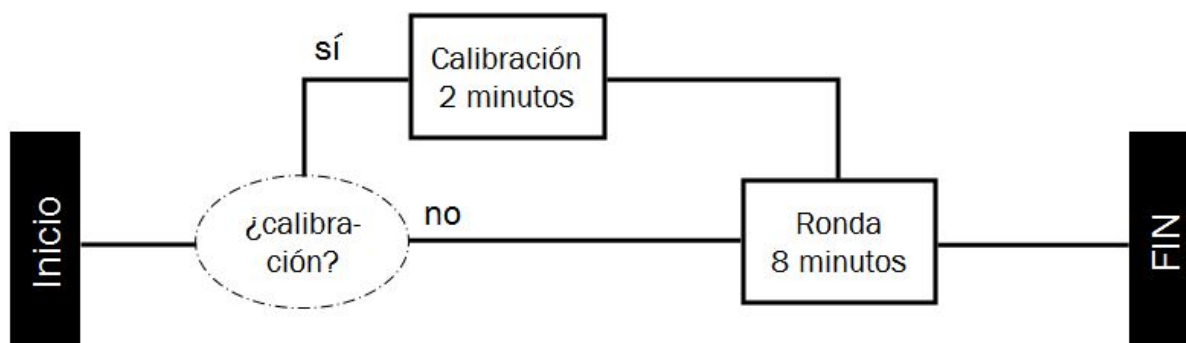 Inicio
¿calibra-
ción?
sí
Calibración
2 minutos
no
Ronda
8 minutos
FIN